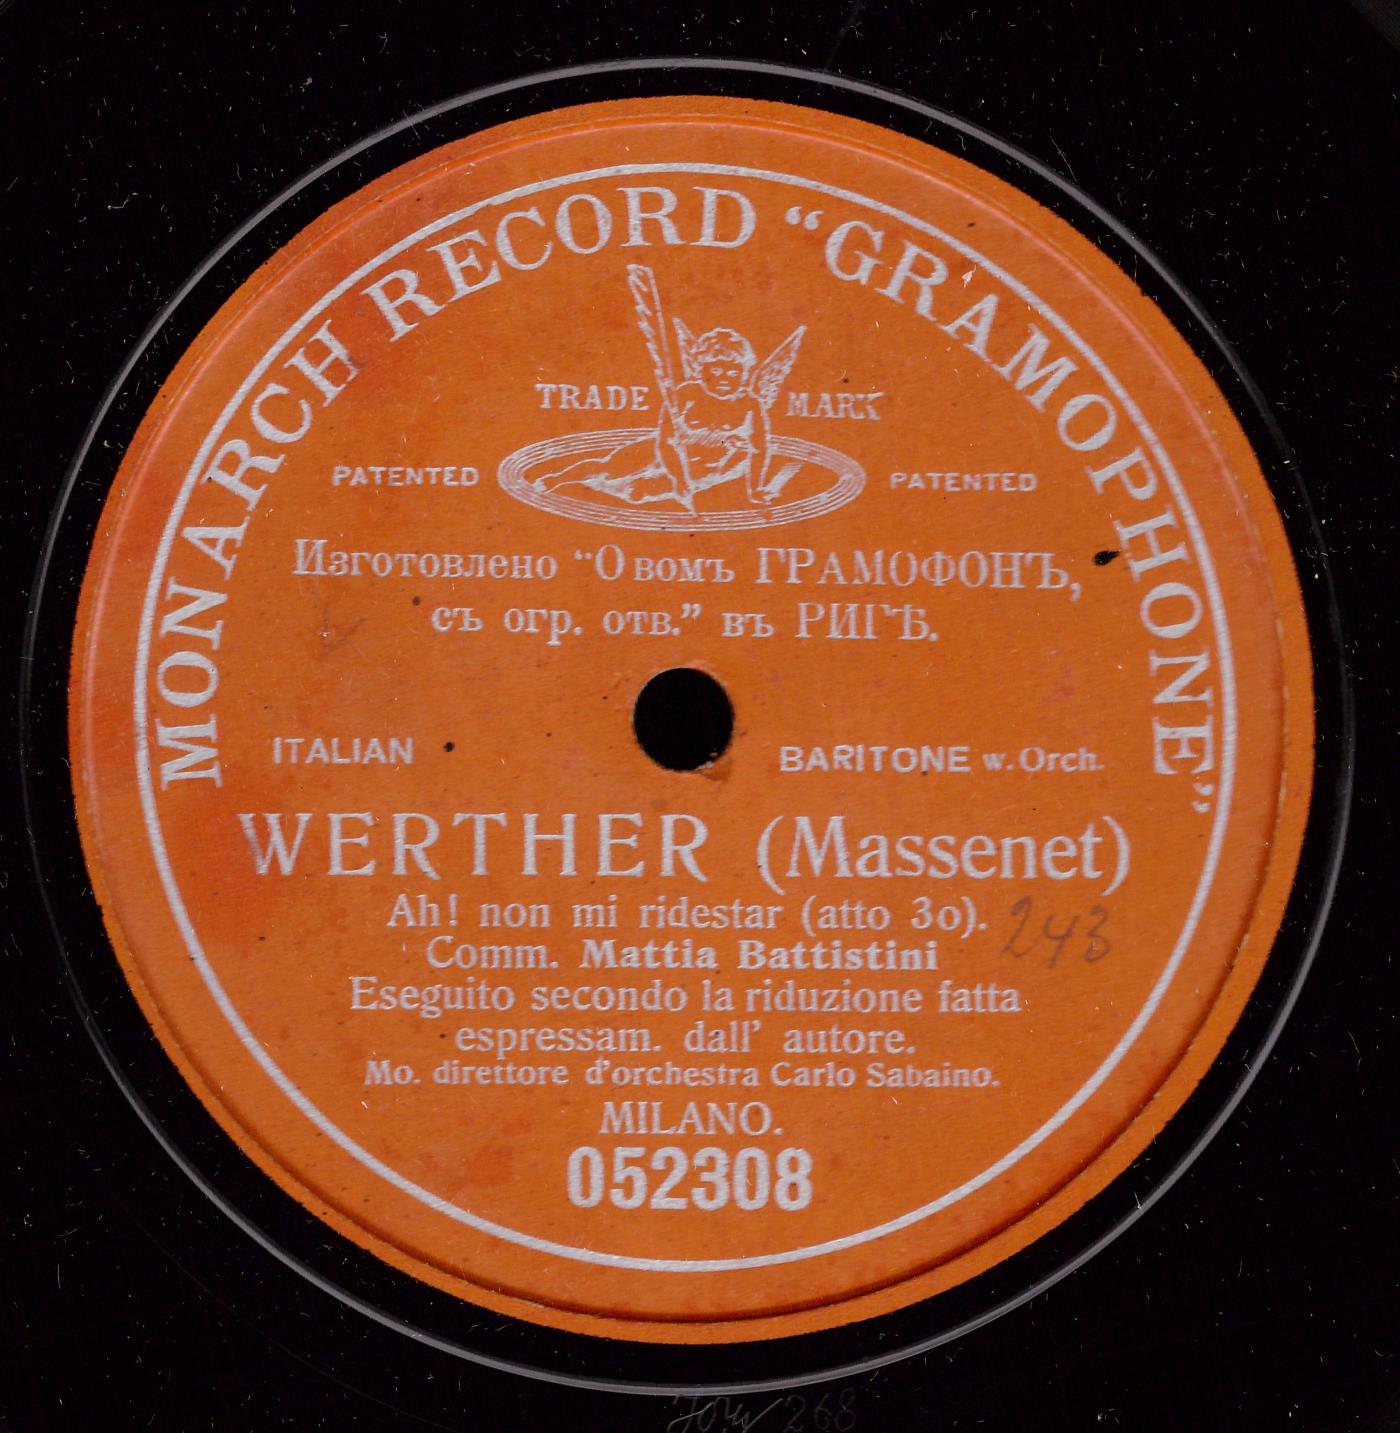 MONARCH RECORD “GRAMOPHONE”
TRADE MARK
PATENTED PATENTED
Изготовлено “О вомъ ГРАМОФОНЪ,
съ огр. отв.” въ РИГѢ.
ITALIAN BARITONE w. Orch.
WERTHER (Massenet)
Ah! non mi ridestar (atto 3o).
243
Comm. Mattia Battistini
Eseguito secondo la riduzione fatta
espressam. dall’ autore.
Mo. direttore d’orchestra Carlo Sabaino.
MILANO.
052308
268